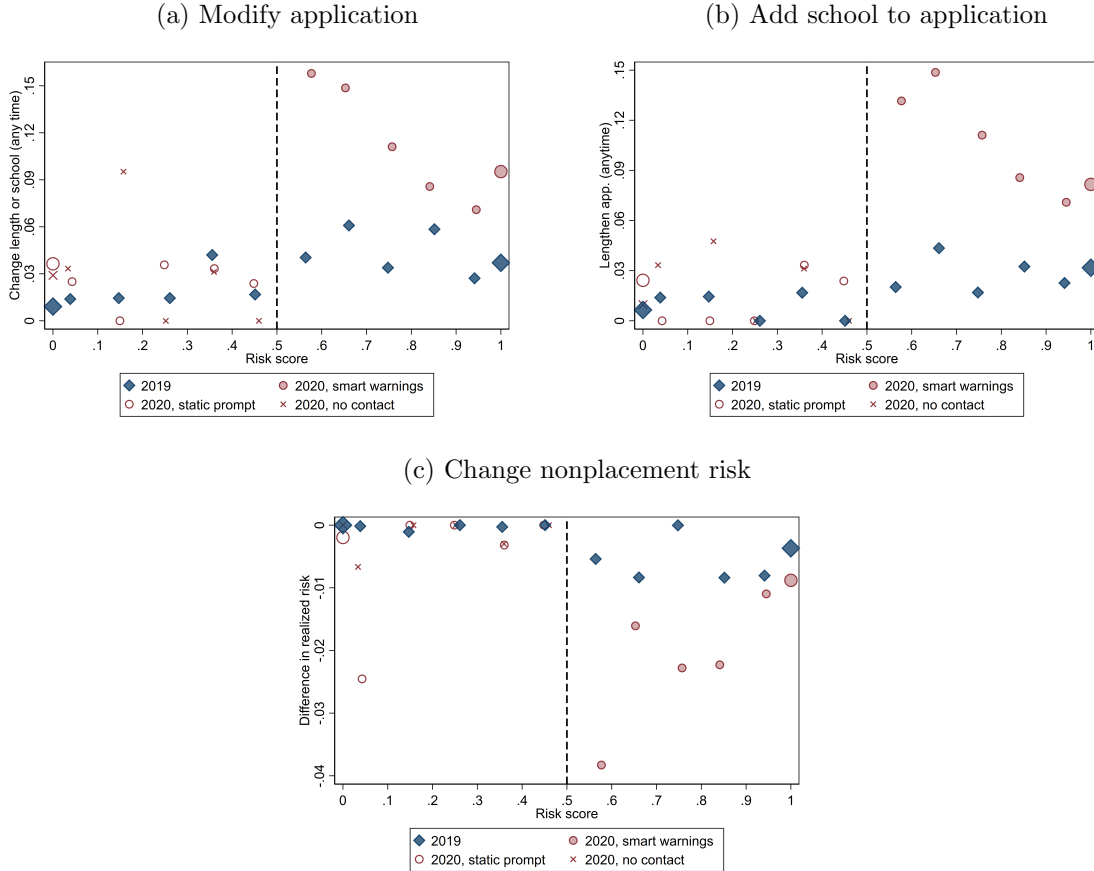 (a) Modify application
Change length or school (any time)
.15
.12
.09
.06
.03
0
0 .1 .2 .3 .4 .5 .6 .7 .8 .9 1
Risk score
2019
2020, smart warnings
2020, static prompt
2020, no contact
(b) Add school to application
Lengthen app. (anytime)
.15
.12
.09
.06
.03
0
0 .1 .2 .3 .4 .5 .6 .7 .8 .9 1
Risk score
2019
2020, smart warnings
2020, static prompt
2020, no contact
(c) Change nonplacement risk
Difference in realized risk
0
-.01
-.02
-.03
-.04
0 .1 .2 .3 .4 .5 .6 .7 .8 .9 1
Risk score
2019
2020, smart warnings
2020, static prompt
2020, no contact